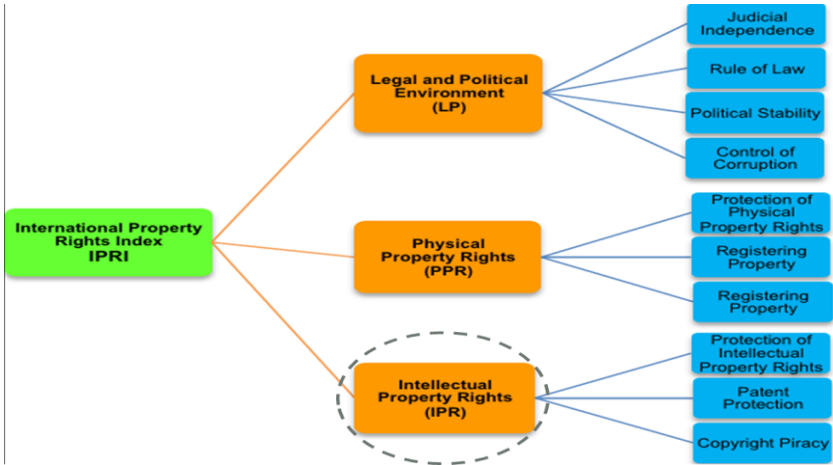 International Property
Rights Index
IPRI
Legal and Political
Environment
(LP)
Judicial
Independence
Rule of Law
Political Stability
Control of
Corruption
Physical
Property Rights
(PPR)
Protection of
Physical
Property Rights
Registering
Property
Registering
Property
Intellectual
Property Rights
(IPR)
Protection of
Intellectual
Property Rights
Patent
Protection
Copyright Piracy